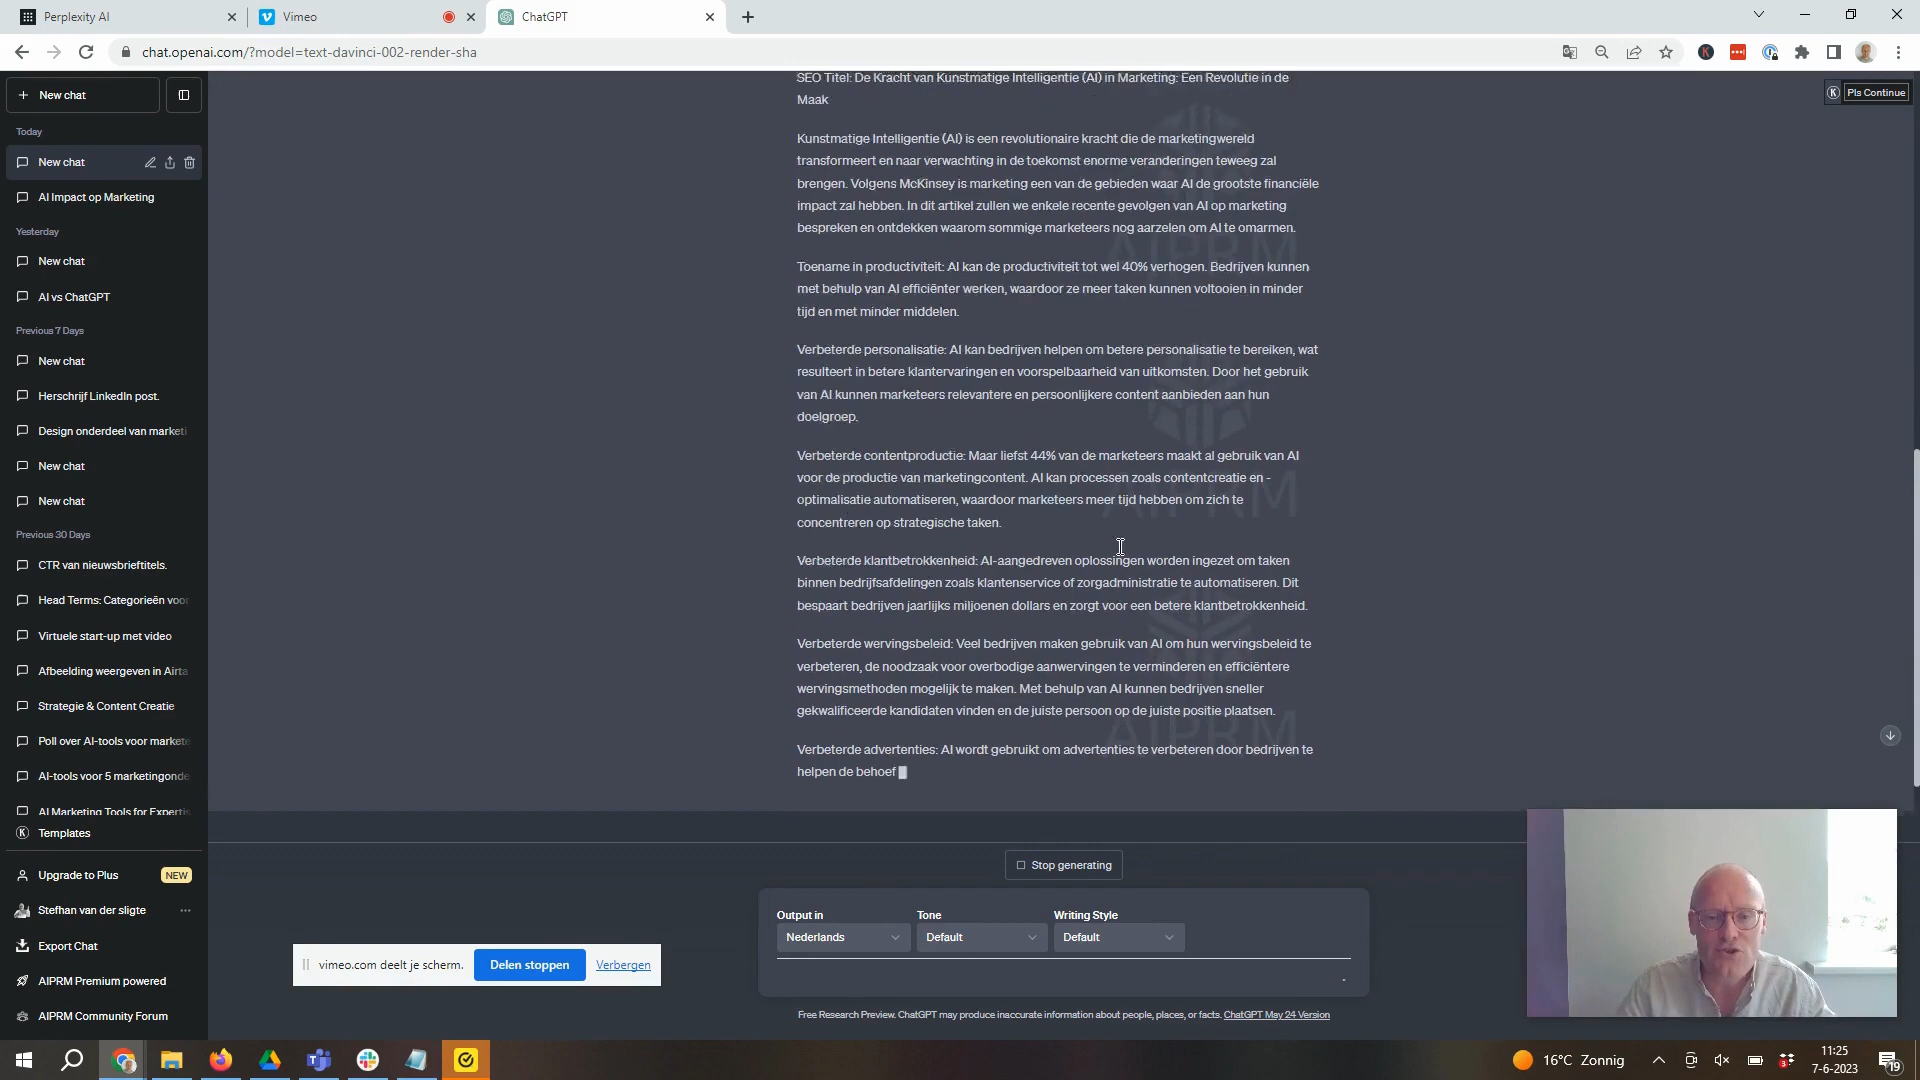 Perplexity AI
Vimeo
ChatGPT
chat.openai.com/?model=text-davinci-002-render-sha
New chat
Today
New chat
AI Impact op Marketing
Yesterday
New chat
AI vs ChatGPT
Previous 7 Days
New chat
Herschrijf LinkedIn post.
Design onderdeel van marketi
New chat
New chat
Previous 30 Days
CTR van nieuwsbrieftitels.
Head Terms: Categorieën voo
Virtuele start-up met video
Afbeelding weergeven in Airta
Strategie & Content Creatie
Poll over AI-tools voor markete
AI-tools voor 5 marketingonde
AI Marketing Tools for Expertis
Templates
Upgrade to Plus NEW
Stefhan van der sligte
Export Chat
AIPRM Premium powered
AIPRM Community Forum
Pls Continue
SEO Titel: De Kracht van Kunstmatige Intelligentie (AI) in Marketing: Een Revolutie in de
Maak
Kunstmatige Intelligentie (AI) is een revolutionaire kracht die de marketingwereld
transformeert en naar verwachting in de toekomst enorme veranderingen teweeg zal
brengen. Volgens McKinsey is marketing een van de gebieden waar AI de grootste financiële
impact zal hebben. In dit artikel zullen we enkele recente gevolgen van AI op marketing
bespreken en ontdekken waarom sommige marketeers nog aarzelen om AI te omarmen.
Toename in productiviteit: AI kan de productiviteit tot wel 40% verhogen. Bedrijven kunnen
met behulp van AI efficiënter werken, waardoor ze meer taken kunnen voltooien in minder
tijd en met minder middelen.
Verbeterde personalisatie: AI kan bedrijven helpen om betere personalisatie te bereiken, wat
resulteert in betere klantervaringen en voorspelbaarheid van uitkomsten. Door het gebruik
van AI kunnen marketeers relevantere en persoonlijkere content aanbieden aan hun
doelgroep.
Verbeterde contentproductie: Maar liefst 44% van de marketeers maakt al gebruik van AI
voor de productie van marketingcontent. AI kan processen zoals contentcreatie en -
optimalisatie automatiseren, waardoor marketeers meer tijd hebben om zich te
concentreren op strategische taken.
Verbeterde klantbetrokkenheid: AI-aangedreven oplossingen worden ingezet om taken
binnen bedrijfsafdelingen zoals klantenservice of zorgadministratie te automatiseren. Dit
bespaart bedrijven jaarlijks miljoenen dollars en zorgt voor een betere klantbetrokkenheid.
Verbeterde wervingsbeleid: Veel bedrijven maken gebruik van AI om hun wervingsbeleid te
verbeteren, de noodzaak voor overbodige aanwervingen te verminderen en efficiëntere
wervingsmethoden mogelijk te maken. Met behulp van AI kunnen bedrijven sneller
gekwalificeerde kandidaten vinden en de juiste persoon op de juiste positie plaatsen.
Verbeterde advertenties: AI wordt gebruikt om advertenties te verbeteren door bedrijven te
helpen de behoef
AIPRM
AIPRM
AIPRM
Stop generating
Output in
Tone
Writing Style
Nederlands
Default
Default
vimeo.com deelt je scherm.
Delen stoppen
Verbergen
Free Research Preview. ChatGPT may produce inaccurate information about people, places, or facts. ChatGPT May 24 Version
16°C Zonnig
11:25
7-6-2023
19